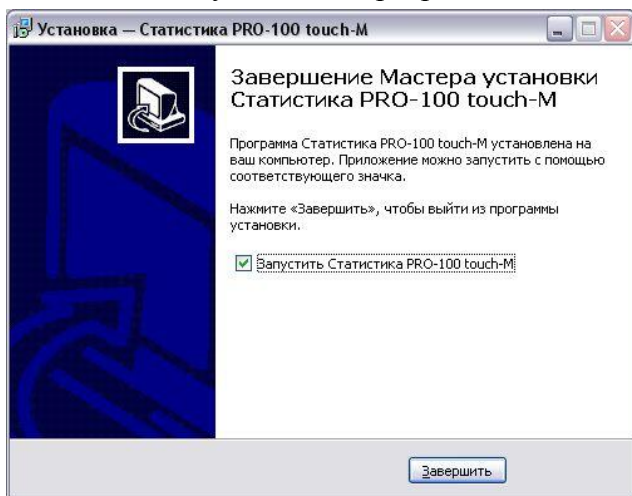 Установка — Статистика PRO-100 touch-M
Завершение Мастера установки
Статистика PRO-100 touch-M
Программа Статистика PRO-100 touch-M установлена на
ваш компьютер. Приложение можно запустить с помощью
соответствующего значка.
Нажмите «Завершить», чтобы выйти из программы
установки.
Запустить Статистика PRO-100 touch-M
Завершить